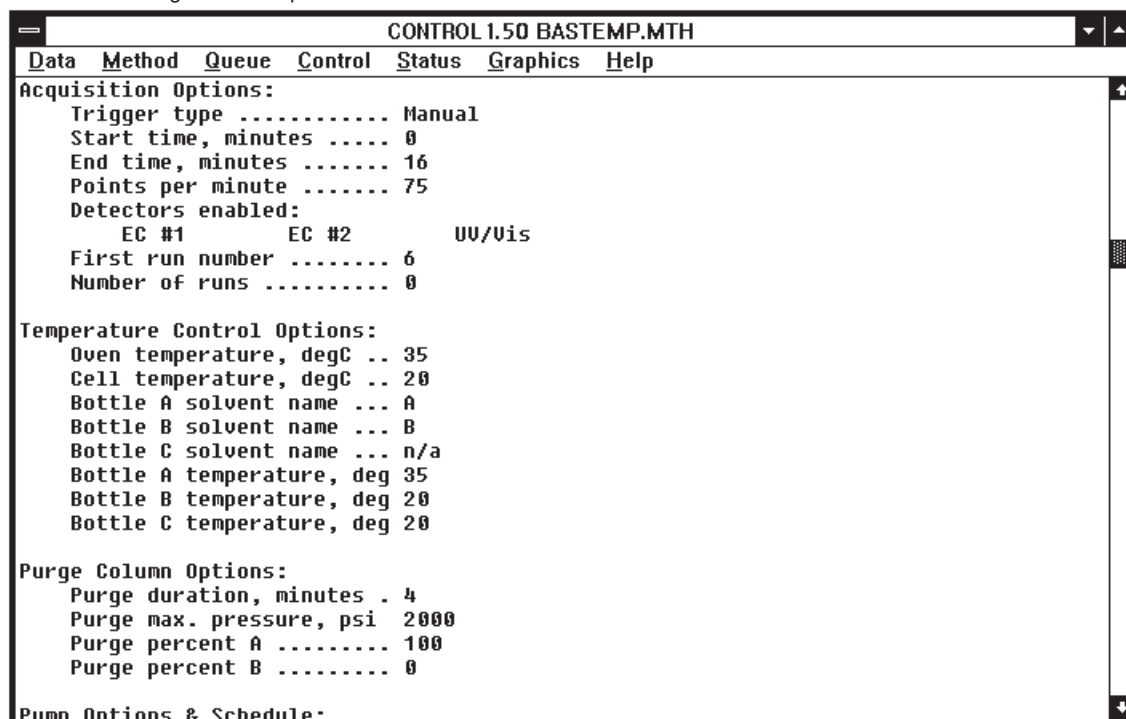 CONTROL 1.50 BASTEMP.MTH
Data Method Queue Control Status Graphics Help
Acquisition Options:
Trigger type ............ Manual
Start time, minutes ..... 0
End time, minutes ....... 16
Points per minute ....... 75
Detectors enabled:
EC #1 EC #2 UV/Vis
First run number ........ 6
Number of runs .......... 0
Temperature Control Options:
Oven temperature, degC .. 35
Cell temperature, degC .. 20
Bottle A solvent name ... A
Bottle B solvent name ... B
Bottle C solvent name ... n/a
Bottle A temperature, deg 35
Bottle B temperature, deg 20
Bottle C temperature, deg 20
Purge Column Options:
Purge duration, minutes . 4
Purge max. pressure, psi 2000
Purge percent A ......... 100
Purge percent B ......... 0
Pump Options & Schedule: